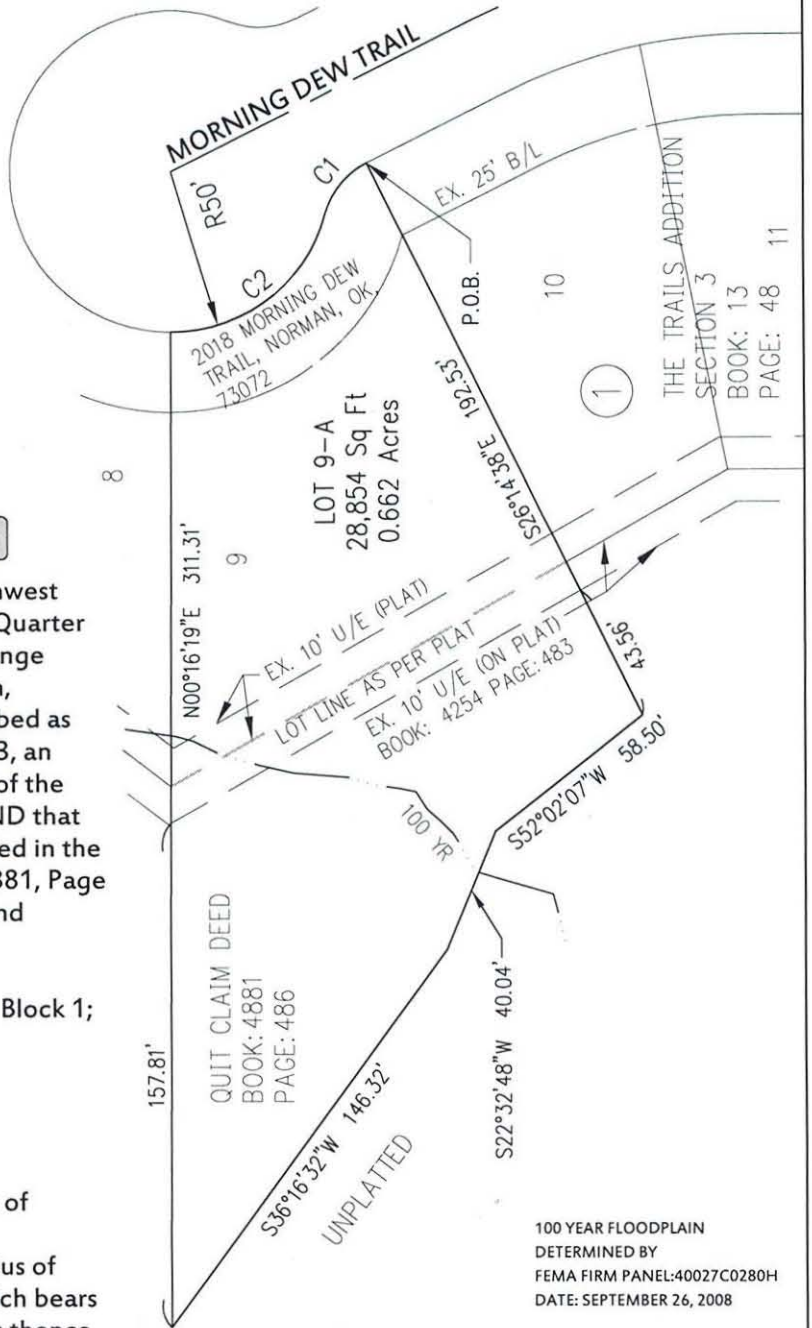 MORNING DEW TRAIL
R50'
C1
C2
EX. 25' B/L
2018 MORNING DEW
TRAIL, NORMAN, OK,
73072
P.O.B.
10
1
THE TRAILS ADDITION
SECTION 3
BOOK: 13
PAGE: 48
11
8
LOT 9-A
28,854 Sq Ft
0.662 Acres
N00°16'19"E 311.31'
9
S26°14'38"E 192.53'
EX. 10' U/E (PLAT)
LOT LINE AS PER PLAT
EX. 10' U/E (ON PLAT)
BOOK: 4254 PAGE: 483
43.56'
S52°02'07"W 58.50'
100 YR
S22°32'48"W 40.04'
157.81'
QUIT CLAIM DEED
BOOK: 4881
PAGE: 486
S36°16'32"W 146.32'
UNPLATTED
hwest
Quarter
nge
bed as
3, an
of the
ND that
ed in the
381, Page
nd
Block 1;
of
us of
ch bears
thence
100 YEAR FLOODPLAIN
DETERMINED BY
FEMA FIRM PANEL:40027C0280H
DATE: SEPTEMBER 26, 2008